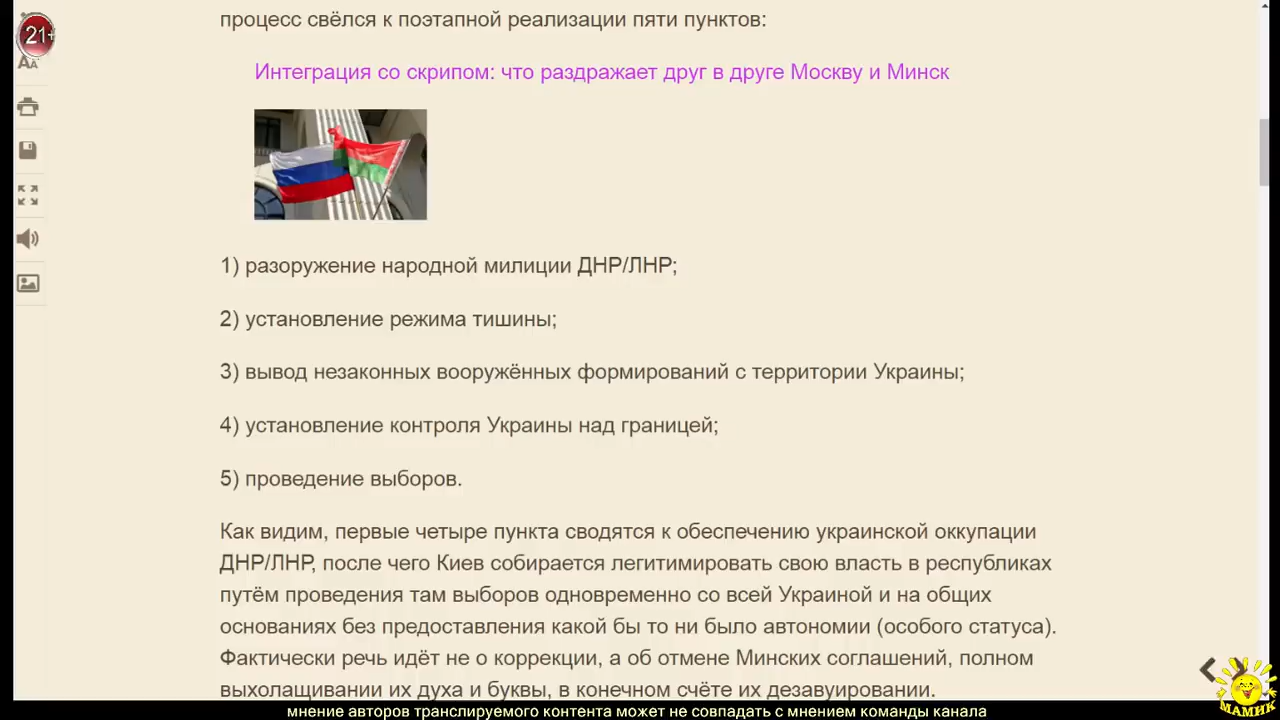 21+
процесс свёлся к поэтапной реализации пяти пунктов:
AA
Интеграция со скрипом: что раздражает друг в друге Москву и Минск
1) разоружение народной милиции ДНР/ЛНР;
2) установление режима тишины;
3) вывод незаконных вооружённых формирований с территории Украины;
4) установление контроля Украины над границей;
5) проведение выборов.
Как видим, первые четыре пункта сводятся к обеспечению украинской оккупации
ДНР/ЛНР, после чего Киев собирается легитимировать свою власть в республиках
путём проведения там выборов одновременно со всей Украиной и на общих
основаниях без предоставления какой бы то ни было автономии (особого статуса).
Фактически речь идёт не о коррекции, а об отмене Минских соглашений, полном
выхолащивании их духа и буквы, в конечном счёте их дезавуировании.
МАМИК
мнение авторов транслируемого контента может не совпадать с мнением команды канала